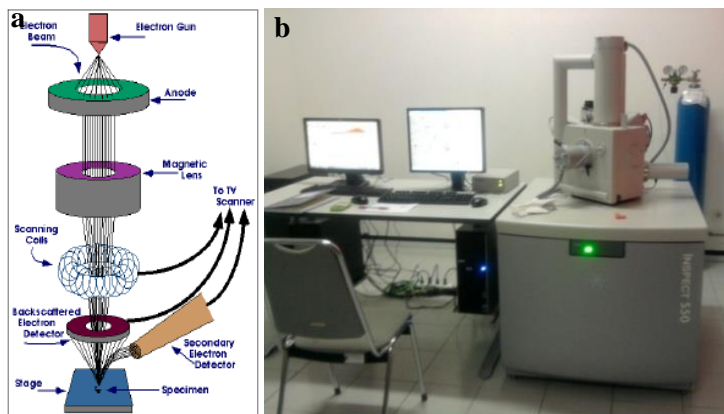 a
Electron
Beam
Electron Gun
Anode
Magnetic
Lens
To TV
Scanner
Scanning
Coils
Backscattered
Electron
Detector
Secondary
Electron
Detector
Stage
Specimen
b
INSPECT S50